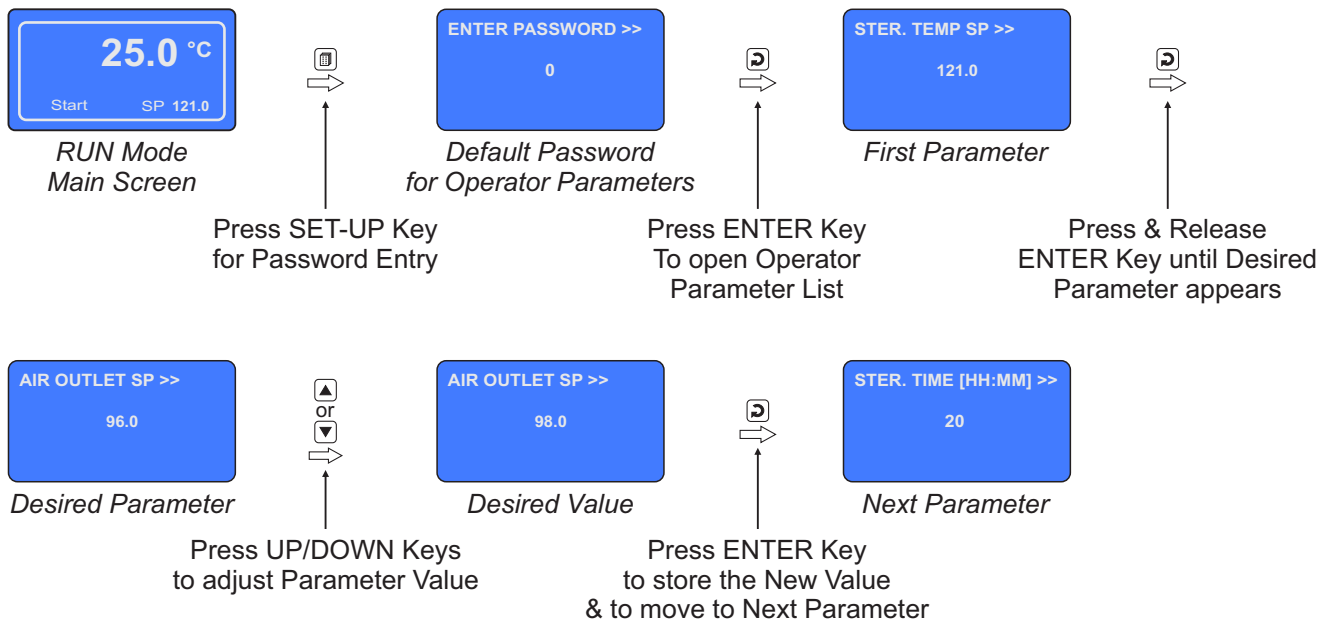 25.0 °C
Start SP 121.0
RUN Mode
Main Screen
Press SET-UP Key
for Password Entry
ENTER PASSWORD >>
0
Default Password
for Operator Parameters
Press ENTER Key
To open Operator
Parameter List
STER. TEMP SP >>
121.0
First Parameter
Press & Release
ENTER Key until Desired
Parameter appears
AIR OUTLET SP >>
96.0
Desired Parameter
or
Press UP/DOWN Keys
to adjust Parameter Value
AIR OUTLET SP >>
98.0
Desired Value
Press ENTER Key
to store the New Value
& to move to Next Parameter
STER. TIME [HH:MM] >>
20
Next Parameter